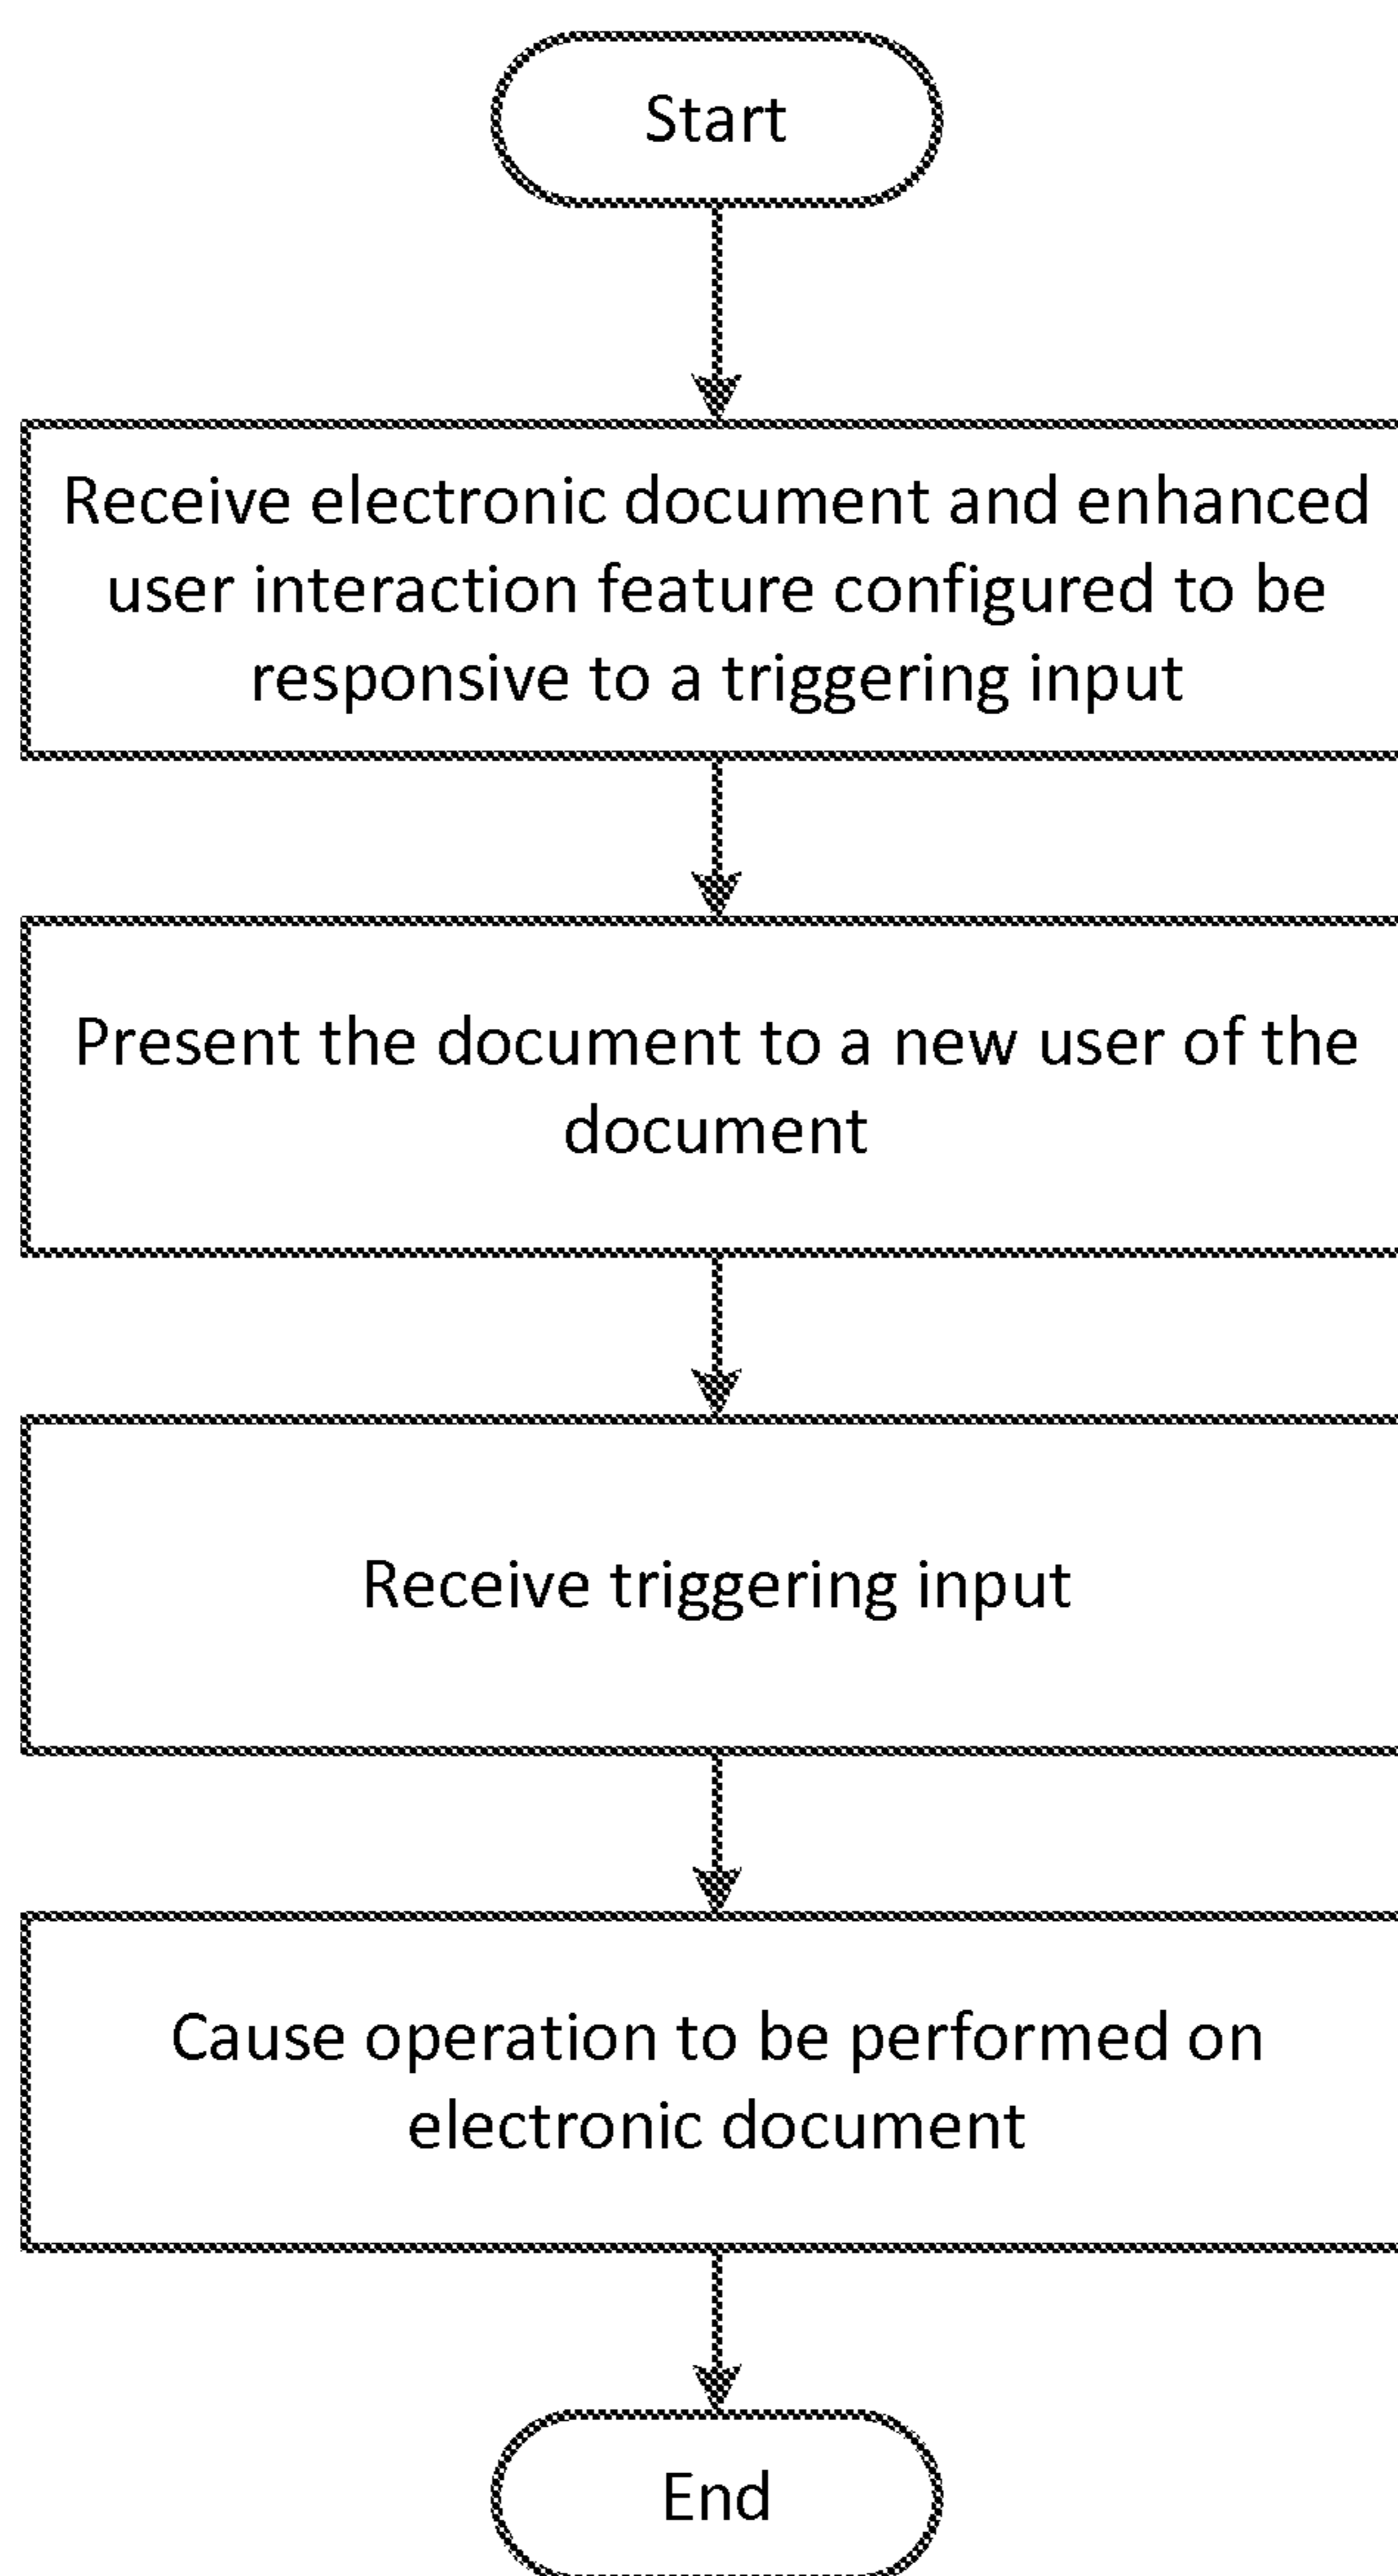 Start
Receive electronic document and enhanced
user interaction feature configured to be
responsive to a triggering input
Present the document to a new user of the
document
Receive triggering input
Cause operation to be performed on
electronic document
End